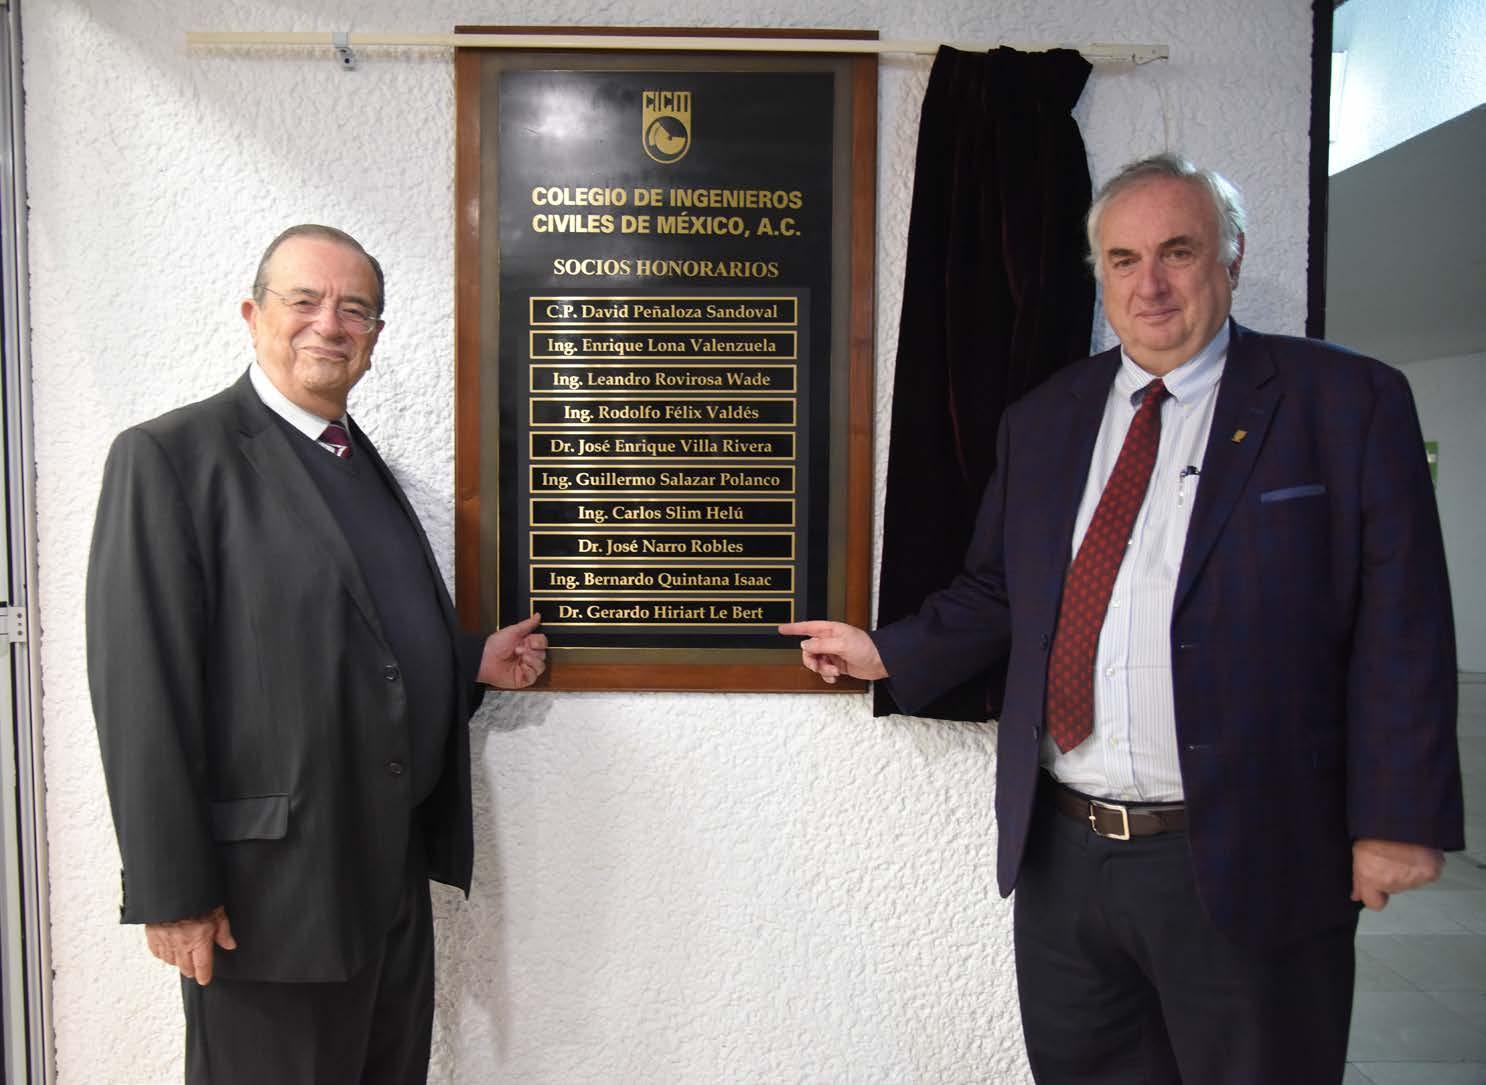 CICM
COLEGIO DE INGENIEROS
CIVILES DE MÉXICO, A.C.
SOCIOS HONORARIOS
C.P. David Peñaloza Sandoval
Ing. Enrique Lona Valenzuela
Ing. Leandro Rovirosa Wade
Ing. Rodolfo Félix Valdés
Dr. José Enrique Villa Rivera
Ing. Guillermo Salazar Polanco
Ing. Carlos Slim Helú
Dr. José Narro Robles
Ing. Bernardo Quintana Isaac
Dr. Gerardo Hiriart Le Bert